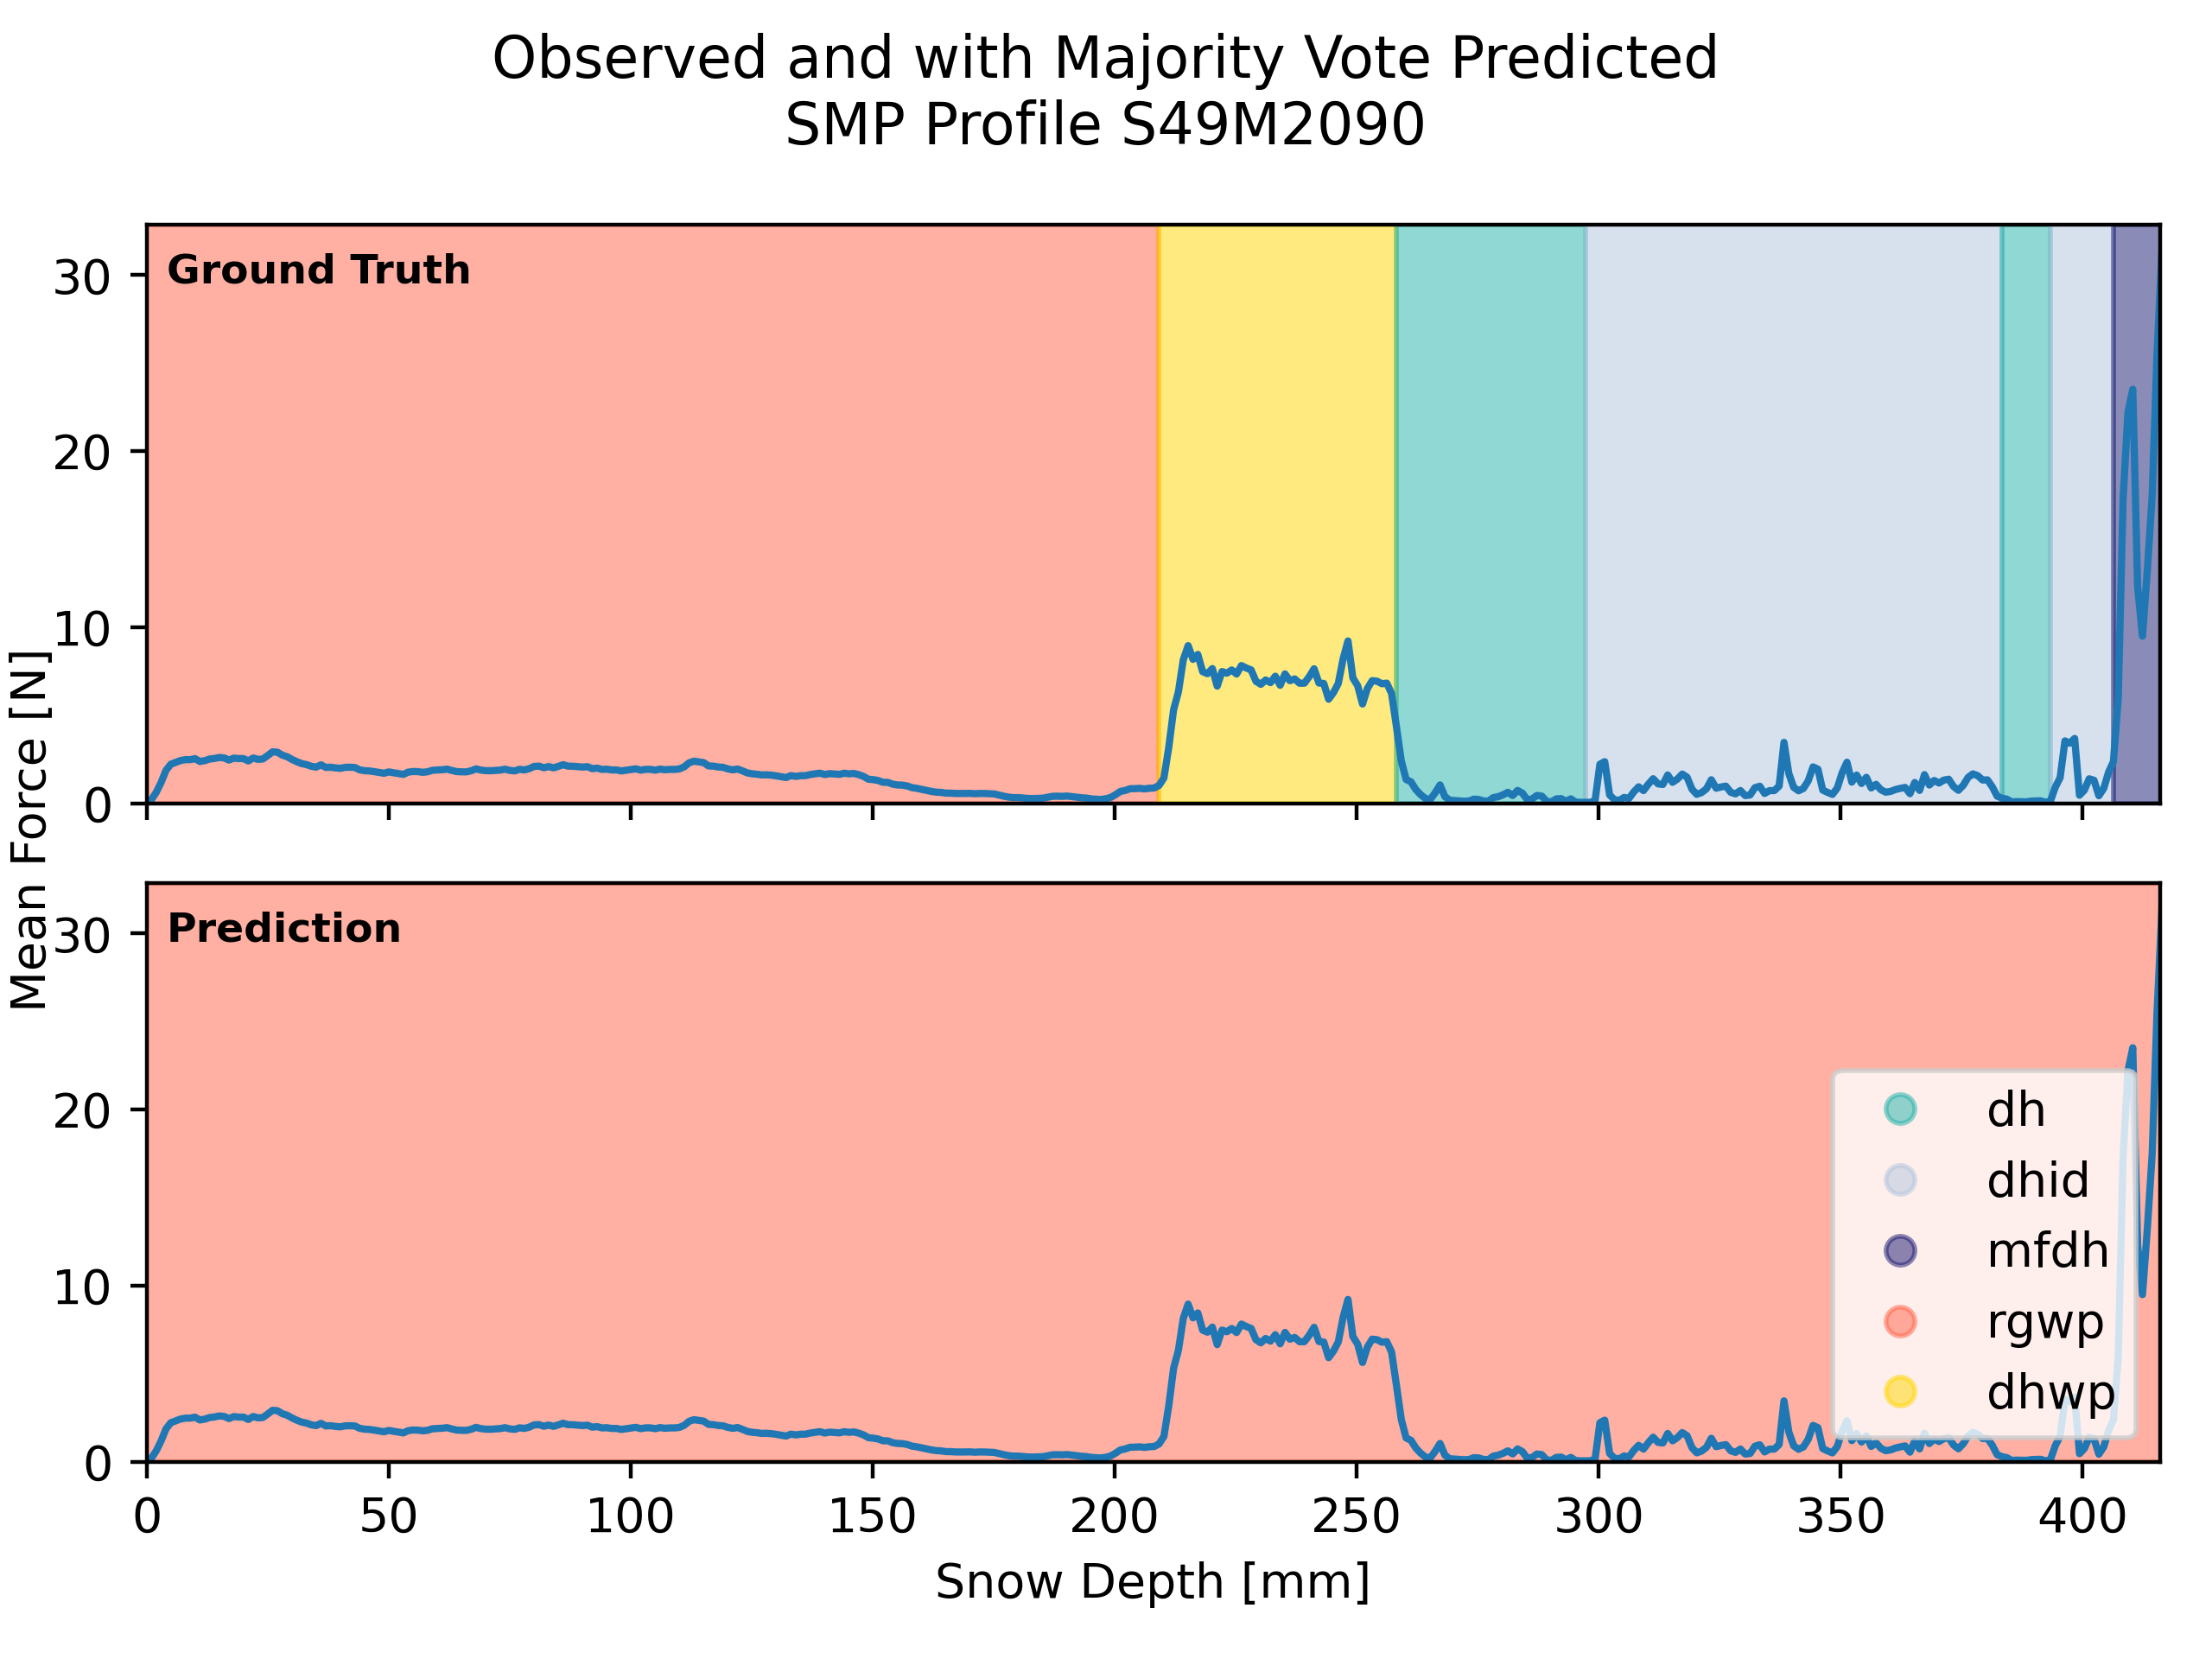 Observed and with Majority Vote Predicted
SMP Profile S49M2090
Ground Truth
30
20
10
0
Mean Force [N]
Prediction
30
20
10
0
dh
dhid
mfdh
rgwp
dhwp
0 50 100 150 200 250 300 350 400
Snow Depth [mm]